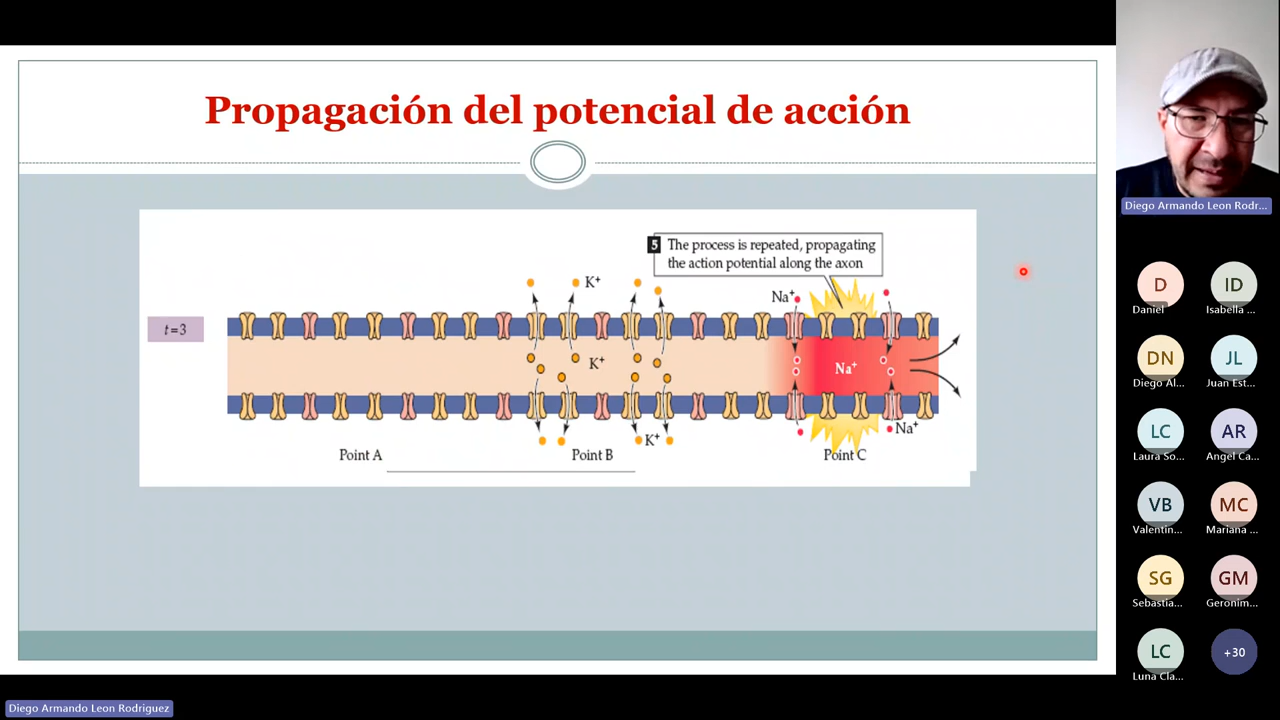 Propagación del potencial de acción
5 The process is repeated, propagating
the action potential along the axon
K⁺
Na⁺
t=3
K⁺
Na⁺
K⁺
Na⁺
Point A
Point B
Point C
Diego Armando Leon Rodr...
D
ID
Daniel
Isabella ...
DN
JL
Diego Al...
Juan Est...
LC
AR
Laura So...
Angel Ca...
VB
MC
Valentin...
Mariana ...
SG
GM
Sebastia...
Geronim...
LC
+30
Luna Cla...
Diego Armando Leon Rodriguez